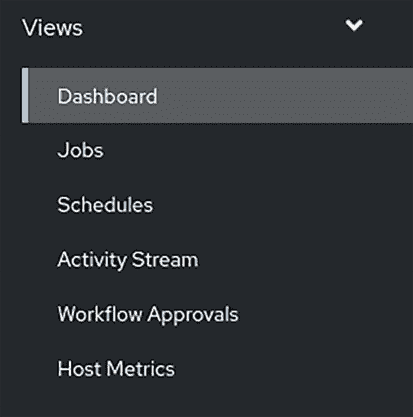 Views
Dashboard
Jobs
Schedules
Activity Stream
Workflow Approvals
Host Metrics